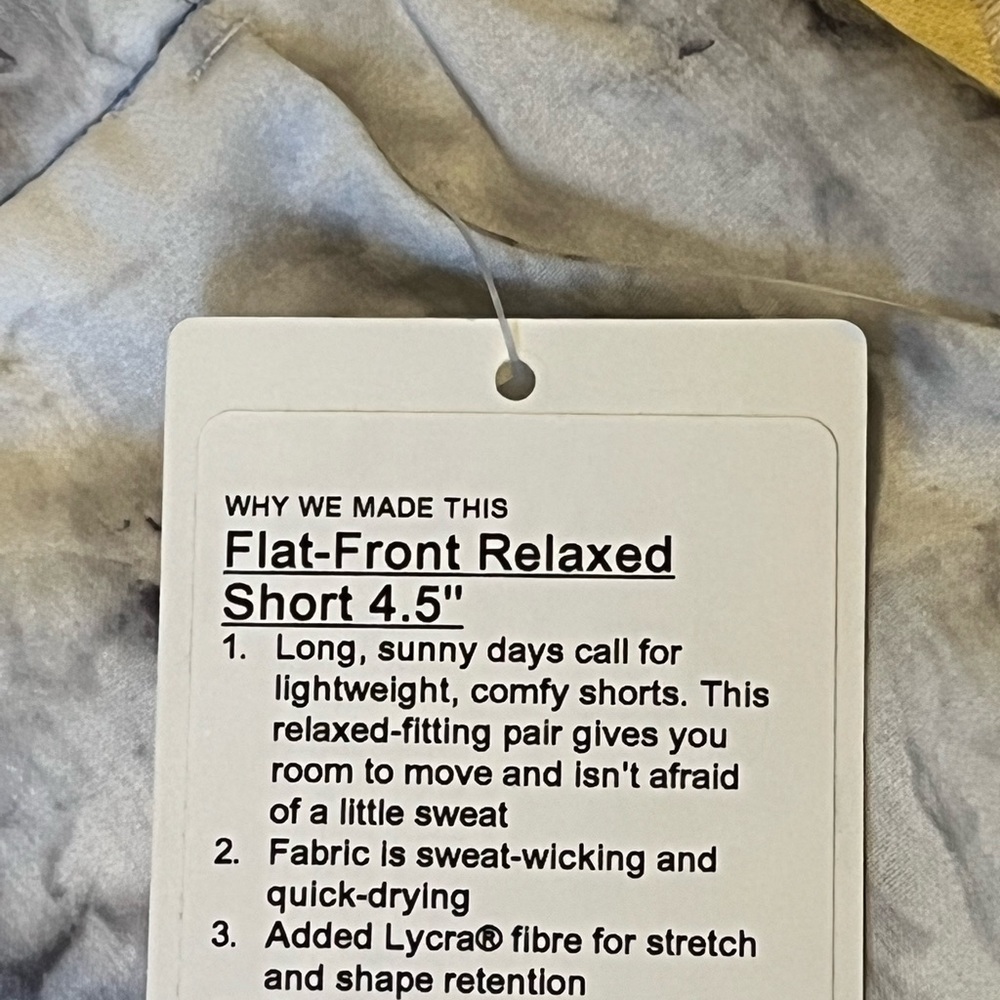 WHY WE MADE THIS
Flat-Front Relaxed
Short 4.5"
1. Long, sunny days call for
lightweight, comfy shorts. This
relaxed-fitting pair gives you
room to move and isn't afraid
of a little sweat
2. Fabric is sweat-wicking and
quick-drying
3. Added Lycra® fibre for stretch
and shape retention